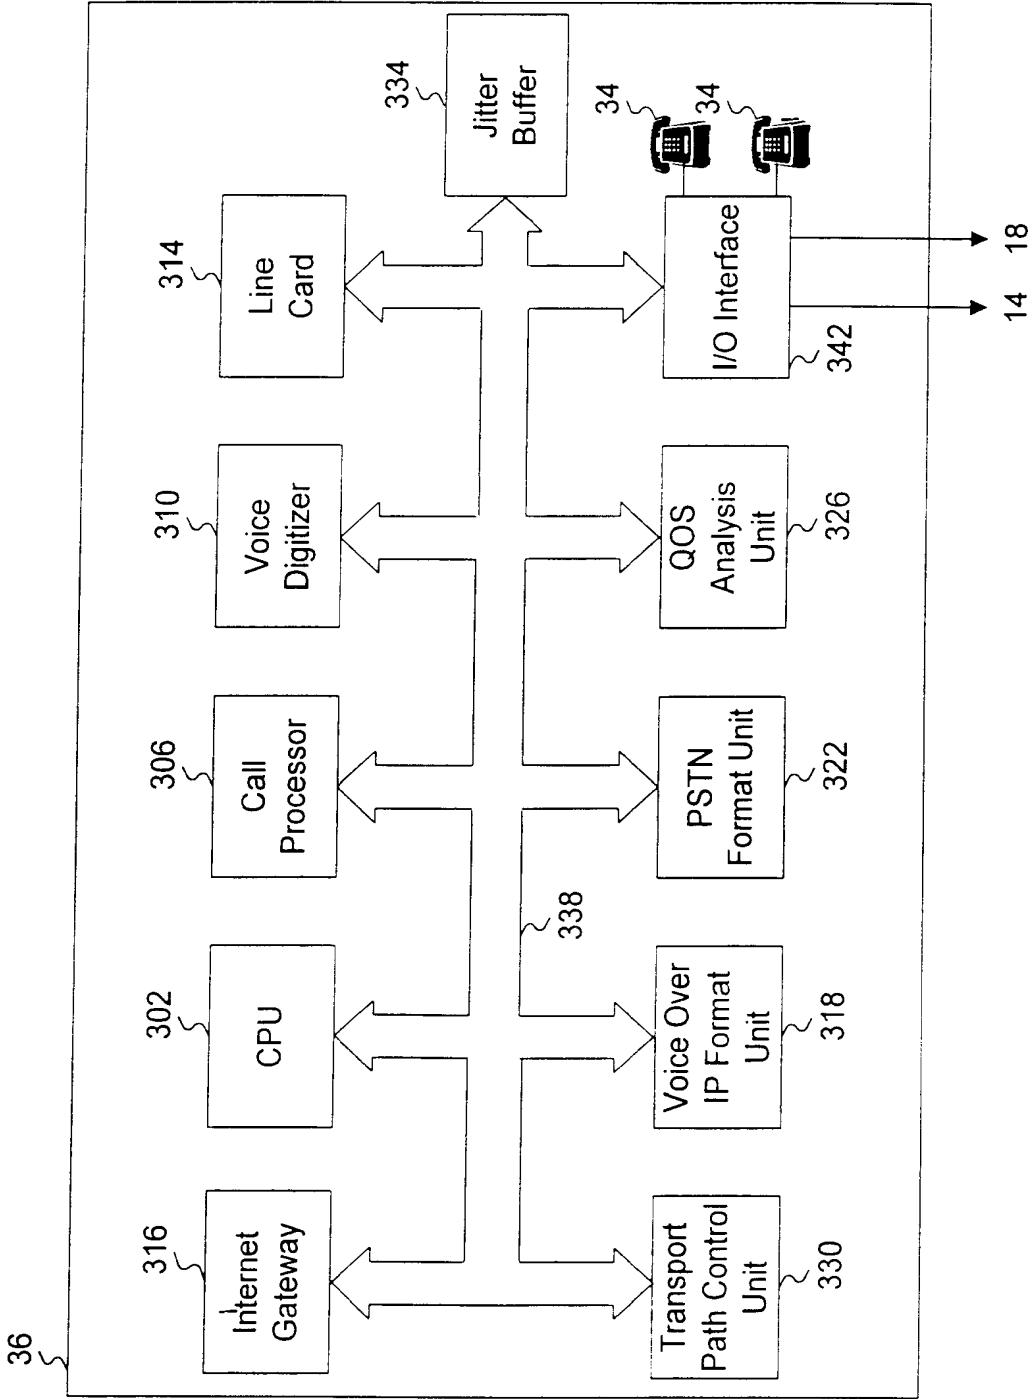 36
316
Internet
Gateway
302
CPU
306
Call
Processor
310
Voice
Digitizer
314
Line
Card
334
Jitter
Buffer
338
Transport
Path Control
Unit
330
Voice Over
IP Format
Unit
318
PSTN
Format Unit
322
QOS
Analysis
Unit
326
I/O Interface
342
34
34
14
18